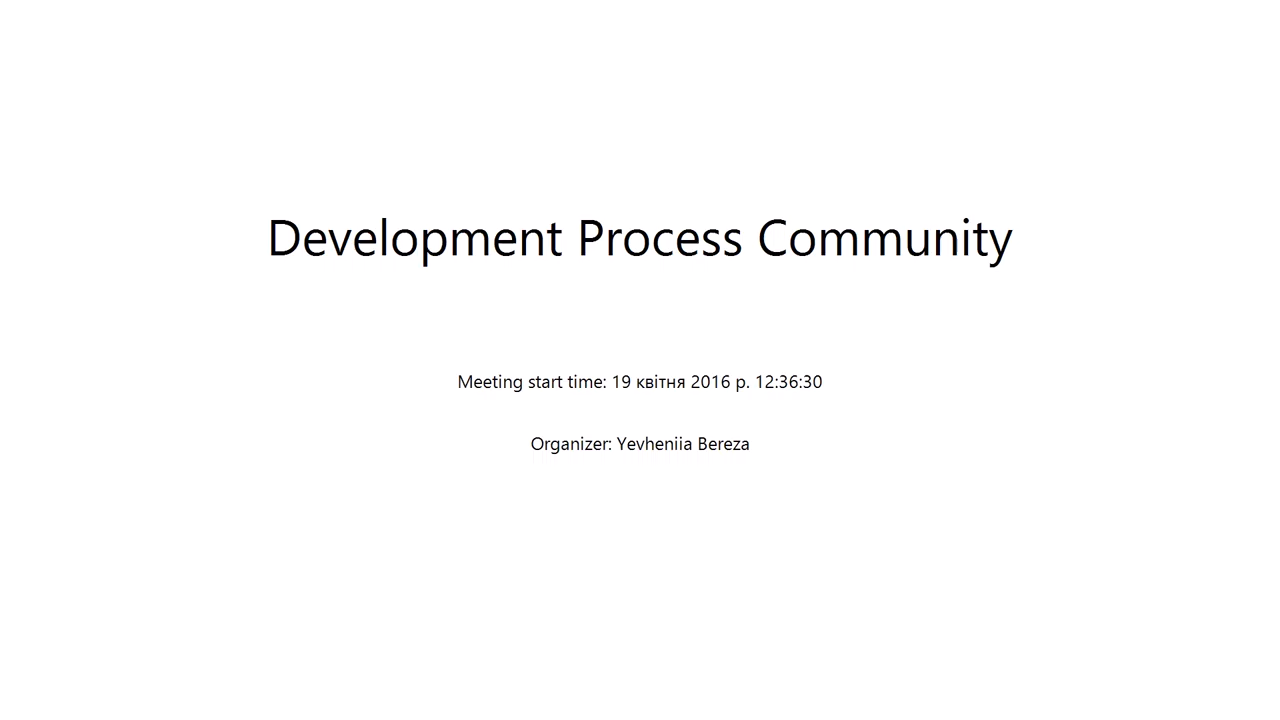 Development Process Community
Meeting start time: 19 квітня 2016 р. 12:36:30
Organizer: Yevheniia Bereza